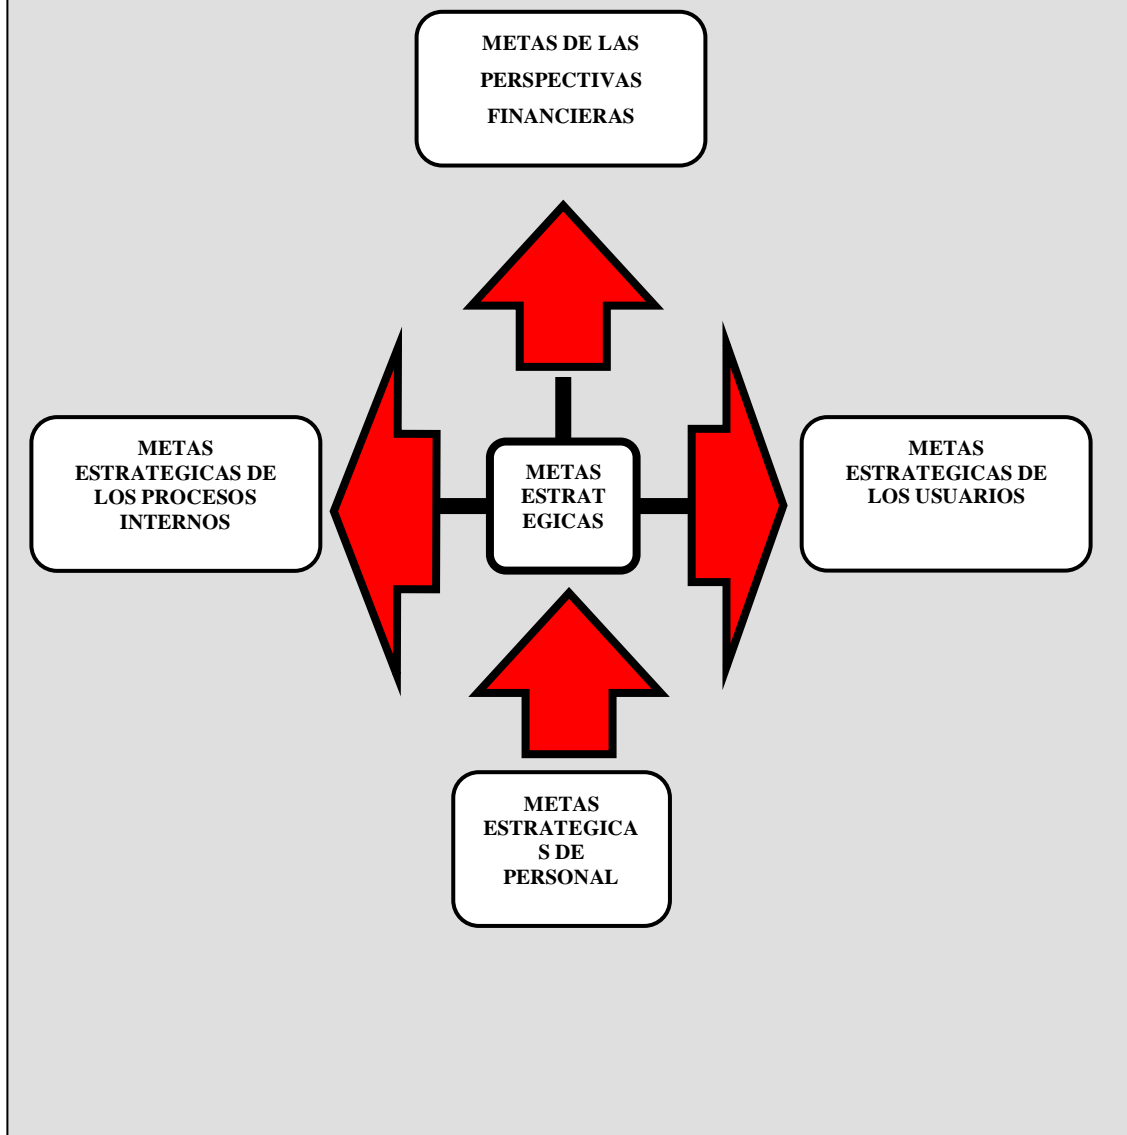 METAS DE LAS
PERSPECTIVAS
FINANCIERAS
METAS
ESTRATEGICAS DE
LOS PROCESOS
INTERNOS
METAS
ESTRAT
EGICAS
METAS
ESTRATEGICAS DE
LOS USUARIOS
METAS
ESTRATEGICA
S DE
PERSONAL